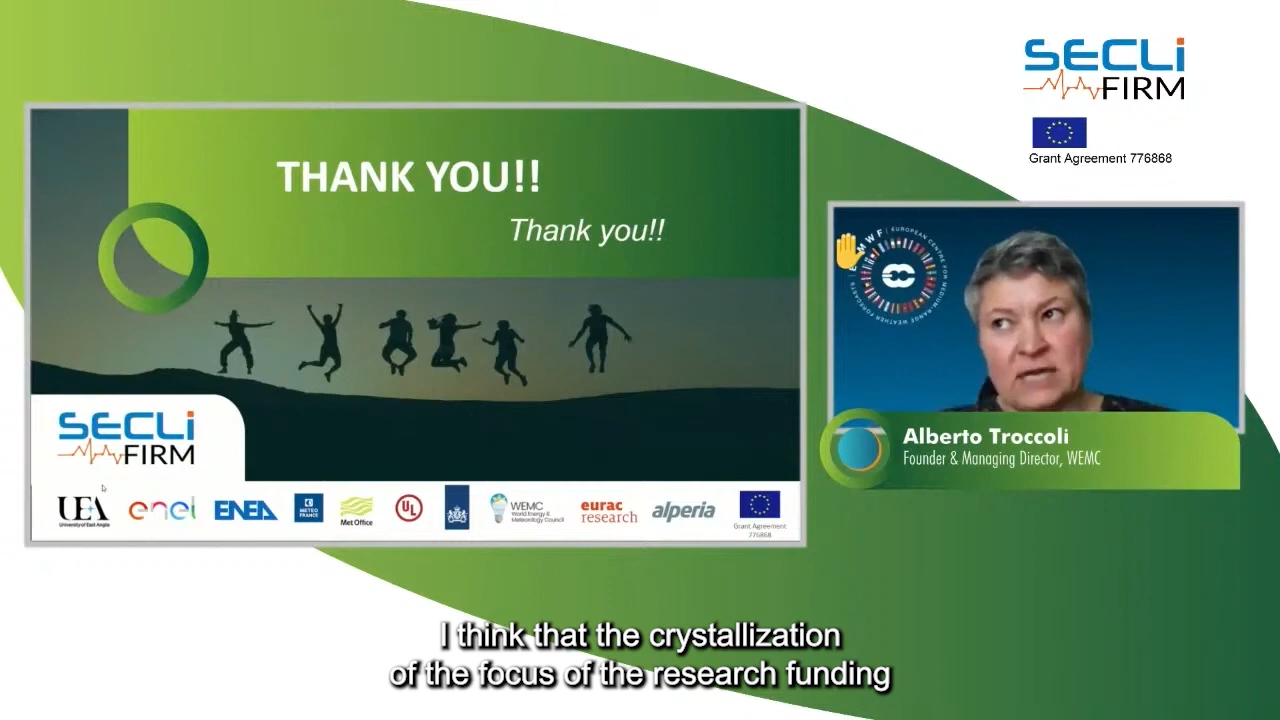 SECLi
FIRM
Grant Agreement 776868
THANK YOU!!
Thank you!!
ECMWF | EUROPEAN CENTRE FOR MEDIUM-RANGE WEATHER FORECASTS
Alberto Troccoli
Founder & Managing Director, WEMC
SECLi
FIRM
UEA
University of East Anglia
enel
ENEA
METEO
FRANCE
Met Office
UL
WEMC
World Energy &
Meteorology Council
eurac
research
alperia
Grant Agreement
776868
I think that the crystallization
of the focus of the research funding